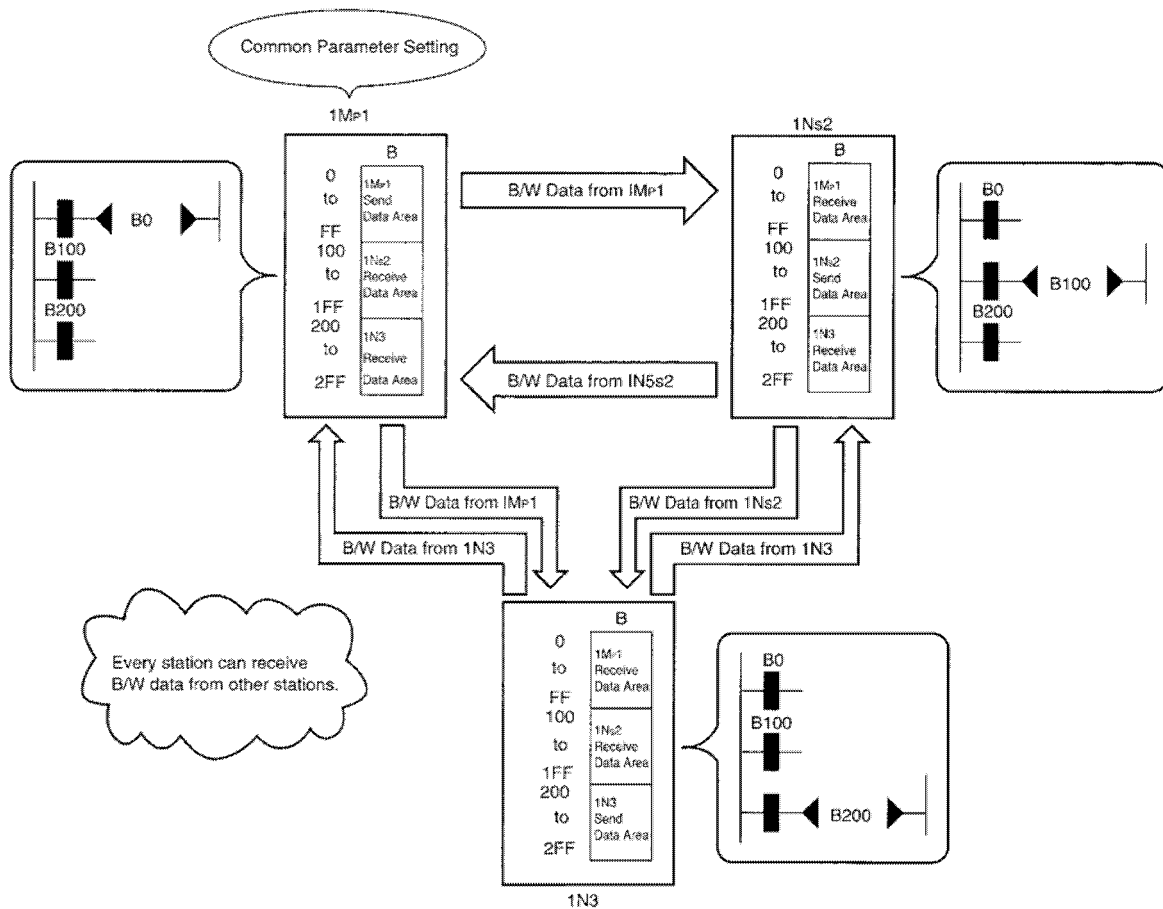 Common Parameter Setting
1MP1
B
0
to
FF
100
to
1FF
200
to
2FF
1MP1
Send
Data Area
1Ns2
Receive
Data Area
1N3
Receive
Data Area
B0
B100
B200
B/W Data from IMP1
B/W Data from IN5s2
1Ns2
B
0
to
FF
100
to
1FF
200
to
2FF
1MP1
Receive
Data Area
1Ns2
Send
Data Area
1N3
Receive
Data Area
B0
B100
B200
B/W Data from IMP1
B/W Data from 1N3
B/W Data from 1Ns2
B/W Data from 1N3
Every station can receive
B/W data from other stations.
B
0
to
FF
100
to
1FF
200
to
2FF
1MP1
Receive
Data Area
1Ns2
Receive
Data Area
1N3
Send
Data Area
1N3
B0
B100
B200